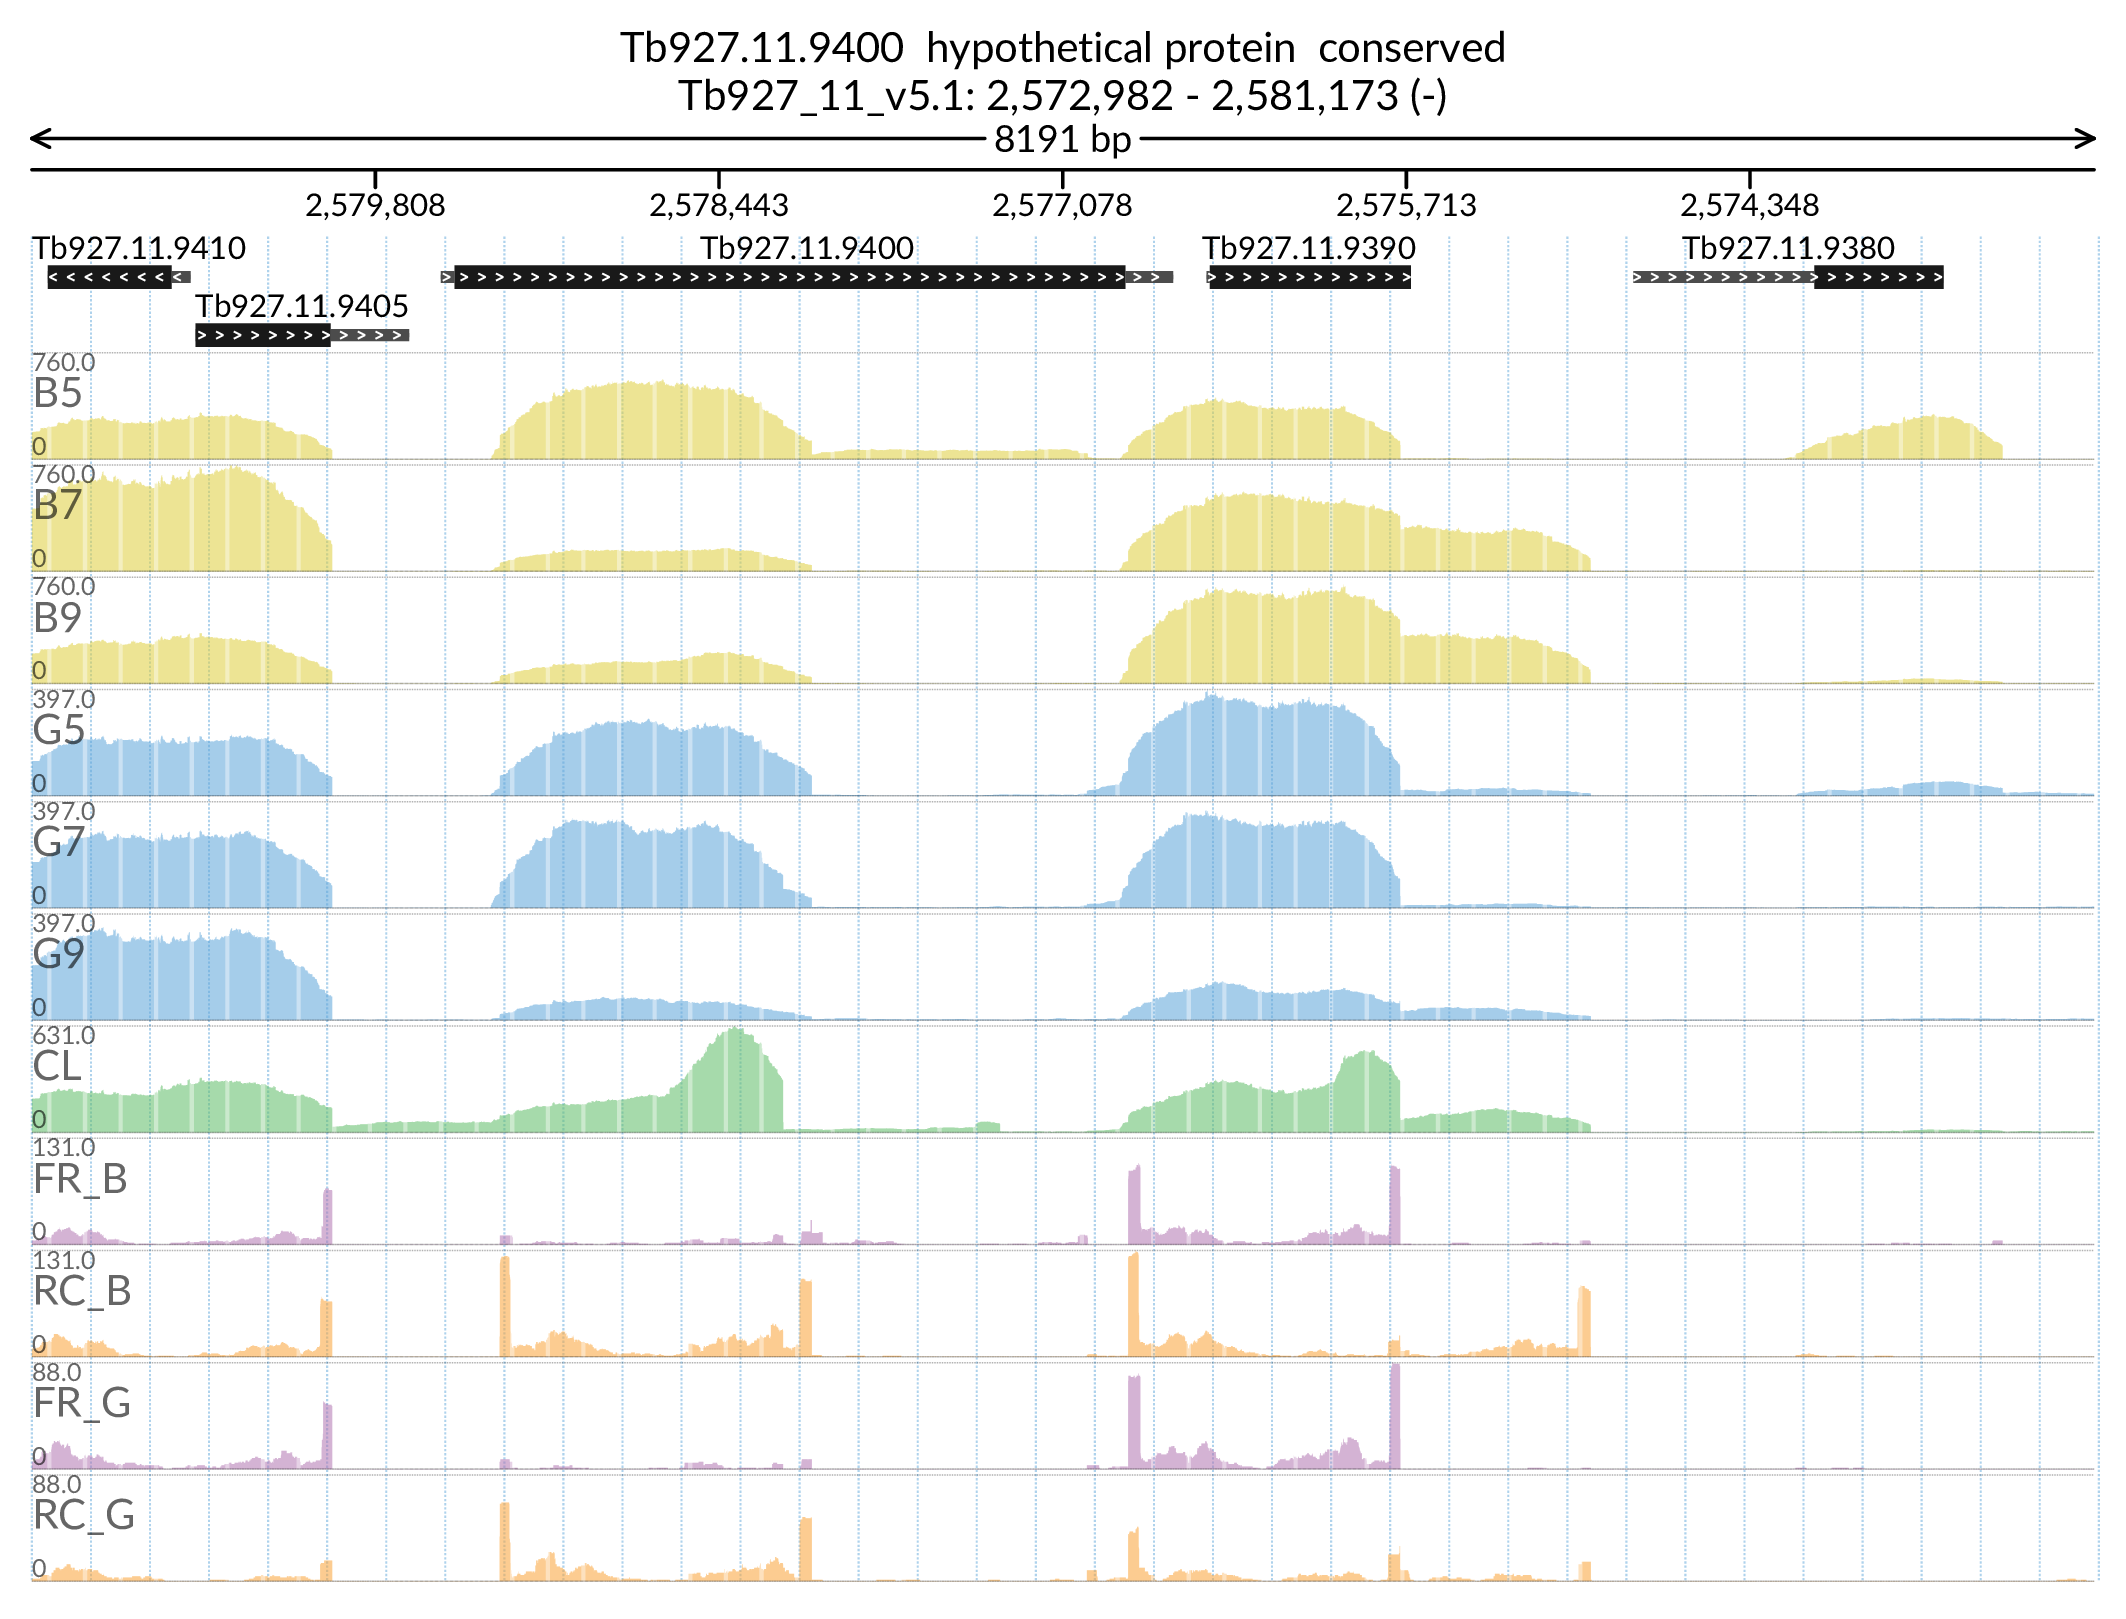 Tb927.11.9400  hypothetical protein  conserved
Tb927_11_v5.1: 2,572,982 - 2,581,173 (-)
8191 bp
2,579,808 2,578,443 2,577,078 2,575,713 2,574,348
Tb927.11.9410 Tb927.11.9400 Tb927.11.9390 Tb927.11.9380
Tb927.11.9405
760.0
B5
0
760.0
B7
0
760.0
B9
0
397.0
G5
0
397.0
G7
0
397.0
G9
0
631.0
CL
0
131.0
FR_B
0
131.0
RC_B
0
88.0
FR_G
0
88.0
RC_G
0